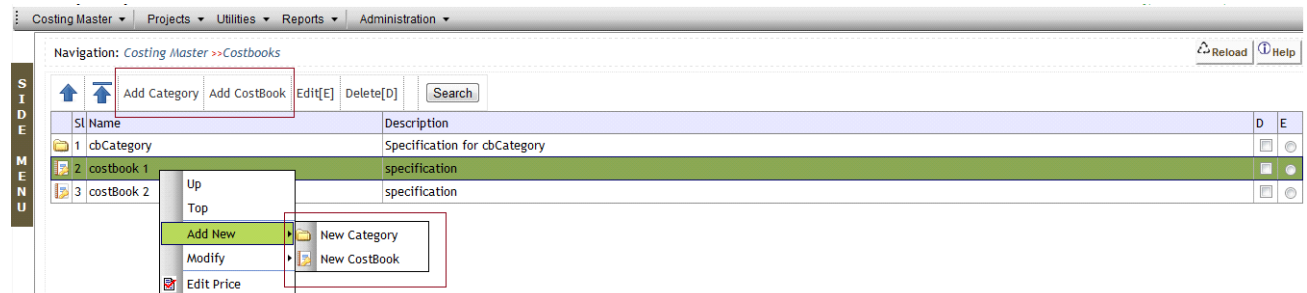 Costing Master Projects Utilities Reports Administration
Navigation: Costing Master >>Costbooks Reload Help
SIDE MENU
Add Category Add CostBook Edit[E] Delete[D] Search
Sl Name Description D E
1 cbCategory Specification for cbCategory
2 costbook 1 specification
3 costBook 2 specification
Up
Top
Add New
New Category
Modify
New CostBook
Edit Price